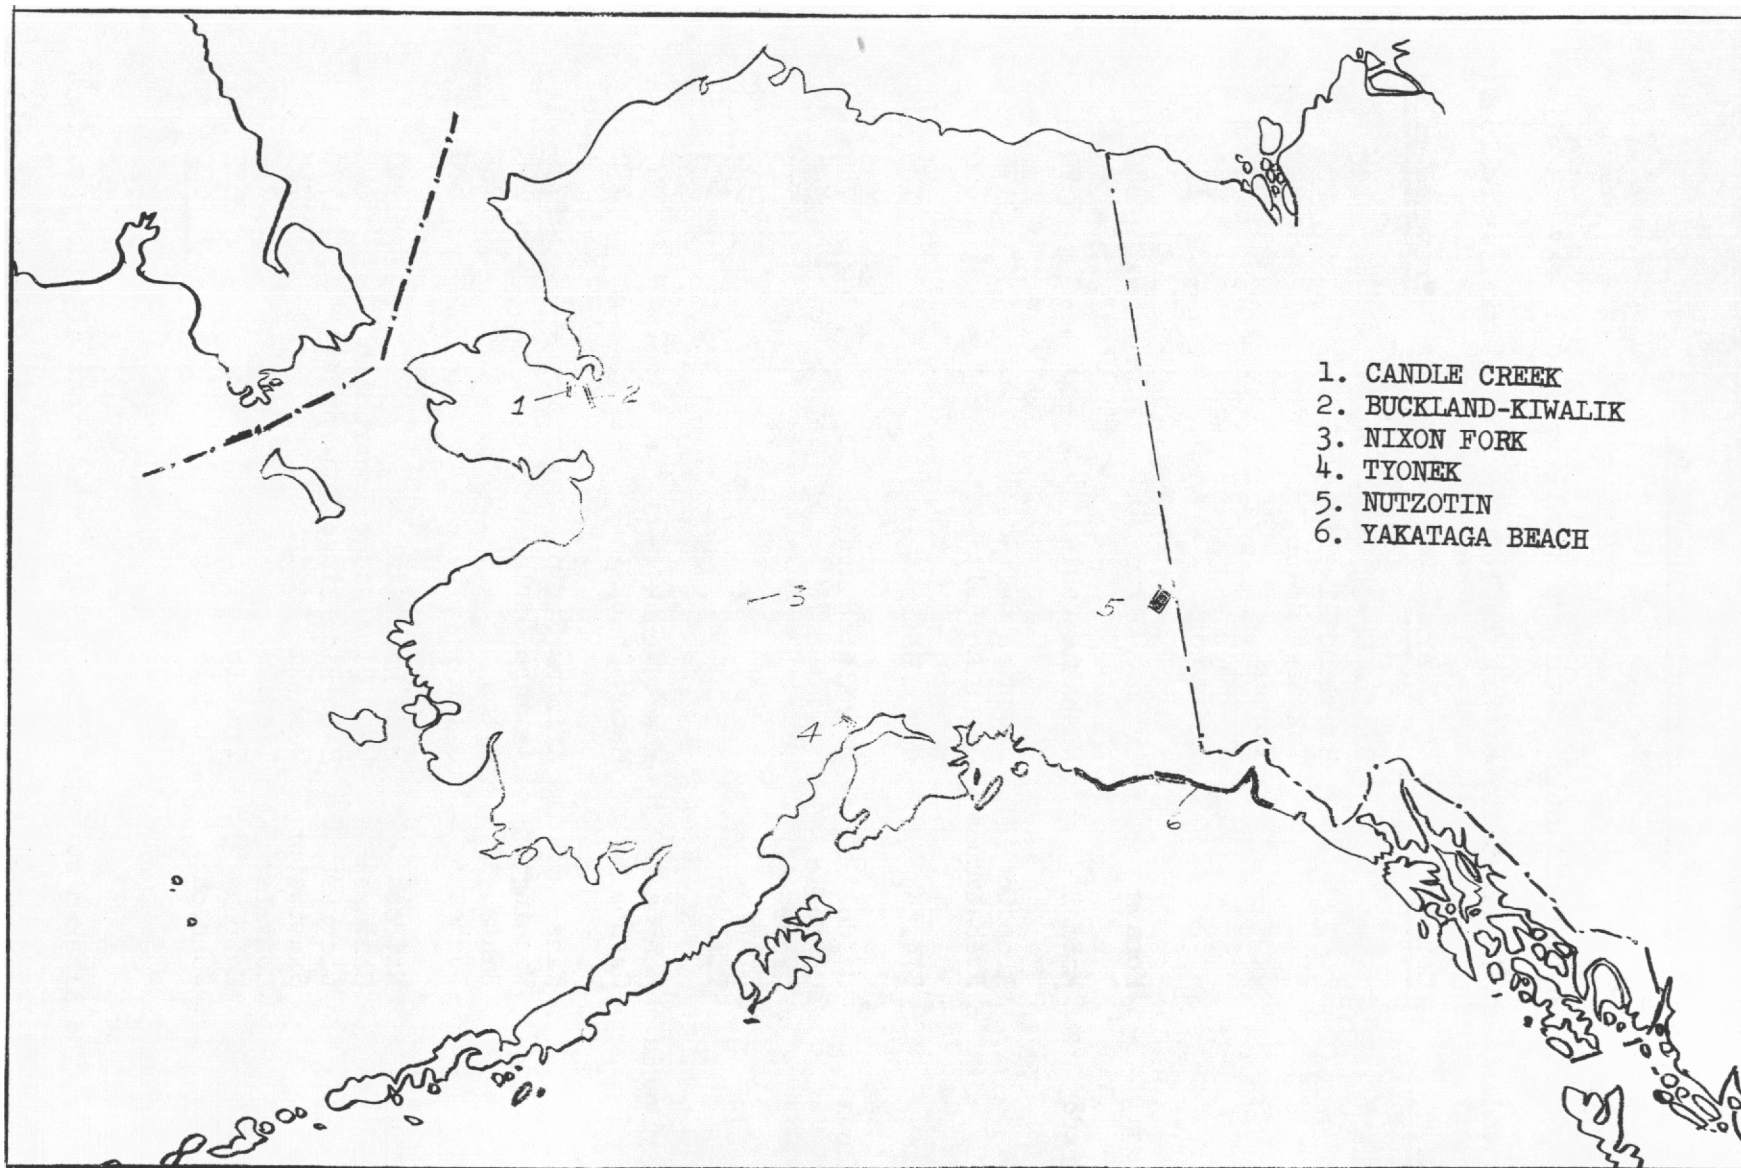 1. CANDLE CREEK
2. BUCKLAND-KIWALIK
3. NIXON FORK
4. TYONEK
5. NUTZOTIN
6. YAKATAGA BEACH
1
2
3
5
4
6